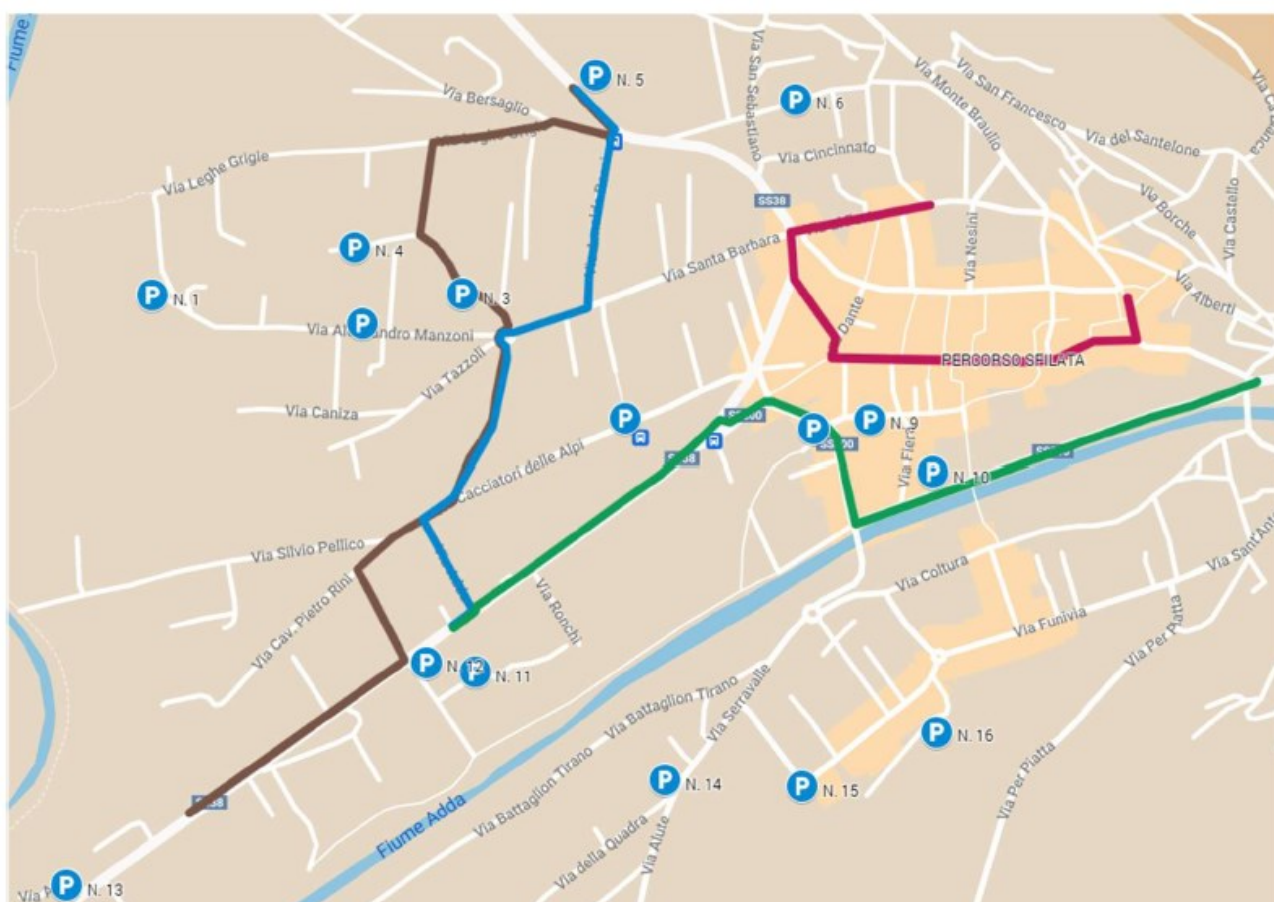 Fiume
P N. 5
Via Bersaglio
Via San Sebastiano
P N. 6
Via Monte Braulio
Via San Francesco
Via del Santelone
Via Cincinnato
Via Leghe Grigie
SS38
Via Borche
Via Castello
Via Nesini
Via Santa Barbara
P N. 4
P N. 1
P N. 3
Via Alberti
P
Via Alessandro Manzoni
Dante
Via Tazzoli
PERCORSO SFILATA
Via Caniza
P
P
P N. 9
SS38
Via Fiera
P N. 10
Cacciatori delle Alpi
Via Silvio Pellico
Via Coltura
Via Sant'Ant
Via Cav. Pietro Rini
Via Ronchi
Via Funivia
Via Per Piatta
P N. 12
P N. 11
Via Battaglion Tirano
Via Serravalle
P N. 16
P N. 14
P N. 15
Via Per Piatta
SS38
Via Battaglion Tirano
Fiume Adda
Via della Quadra
Via Alute
P N. 13